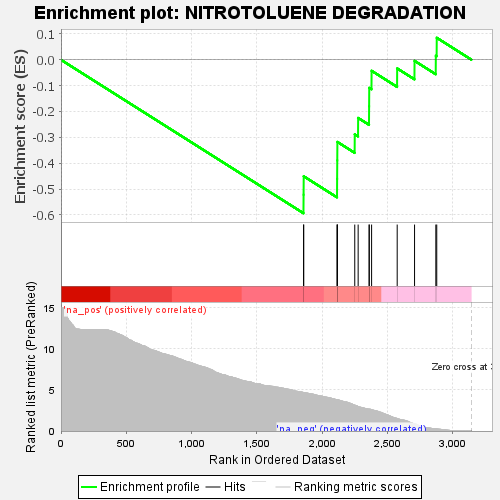 Enrichment plot: NITROTOLUENE DEGRADATION
Enrichment score (ES)
0.1
0.0
-0.1
-0.2
-0.3
-0.4
-0.5
-0.6
Ranked list metric (PreRanked)
15
10
5
0
'na_pos' (positively correlated)
Zero cross at
'na_neg' (negatively correlated)
0
500
1,000
1,500
2,000
2,500
3,000
Rank in Ordered Dataset
Enrichment profile
Hits
Ranking metric scores